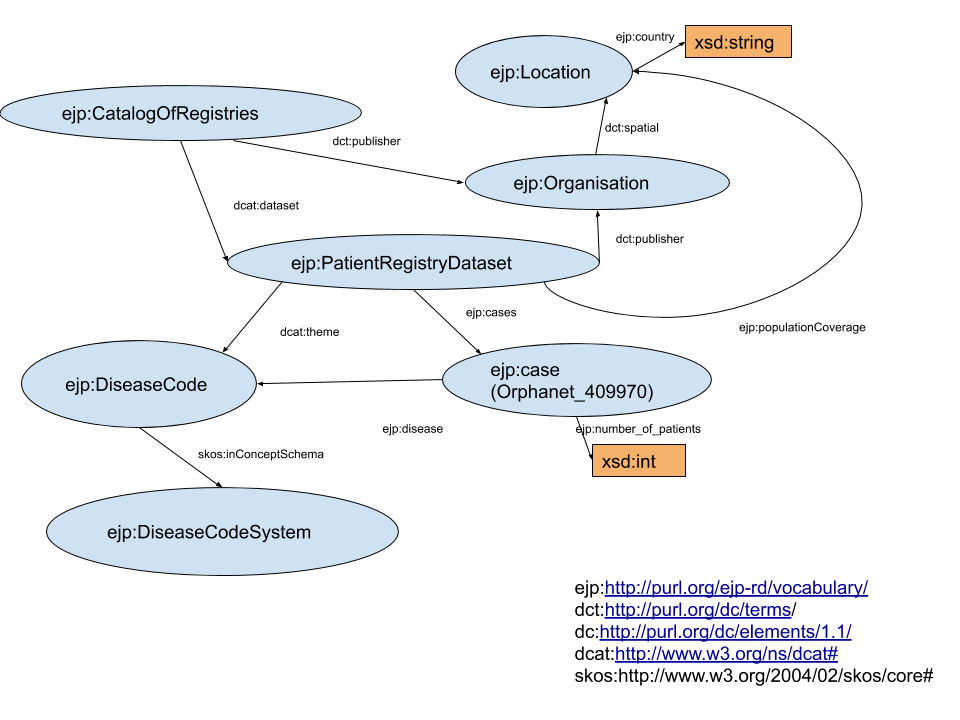 ejp:country
xsd:string
ejp:Location
ejp:CatalogOfRegistries
dct:publisher
dct:spatial
ejp:Organisation
dcat:dataset
dct:publisher
ejp:PatientRegistryDataset
ejp:cases
ejp:populationCoverage
dcat:theme
ejp:DiseaseCode
ejp:case
(Orphanet_409970)
ejp:disease
ejp:number_of_patients
skos:inConceptSchema
xsd:int
ejp:DiseaseCodeSystem
ejp:http://purl.org/ejp-rd/vocabulary/
dct:http://purl.org/dc/terms/
dc:http://purl.org/dc/elements/1.1/
dcat:http://www.w3.org/ns/dcat#
skos:http://www.w3.org/2004/02/skos/core#